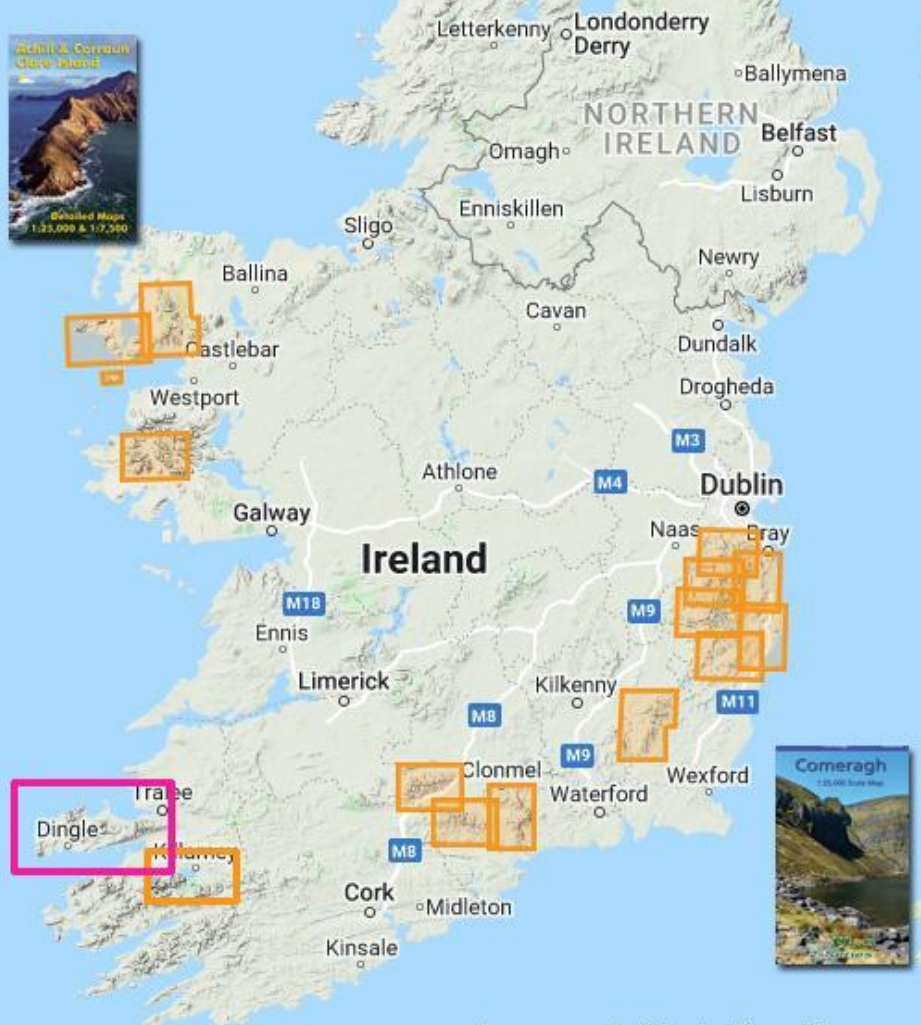 Letterkenny
Londonderry
Derry
Achill & Corraun
Clare Island
Detailed Maps
1:25,000 & 1:7,500
Ballymena
NORTHERN
IRELAND
Belfast
Omagh
Lisburn
Enniskillen
Sligo
Newry
Ballina
Cavan
Castlebar
Dundalk
Westport
Drogheda
M3
Athlone
M4
Dublin
Galway
Naas
Bray
Ireland
M18
M9
Ennis
Limerick
Kilkenny
M8
M11
M9
Clonmel
Wexford
Waterford
Comeragh
1:25,000 Scale Map
Tralee
Dingle
Killarney
M8
Cork
Midleton
Kinsale